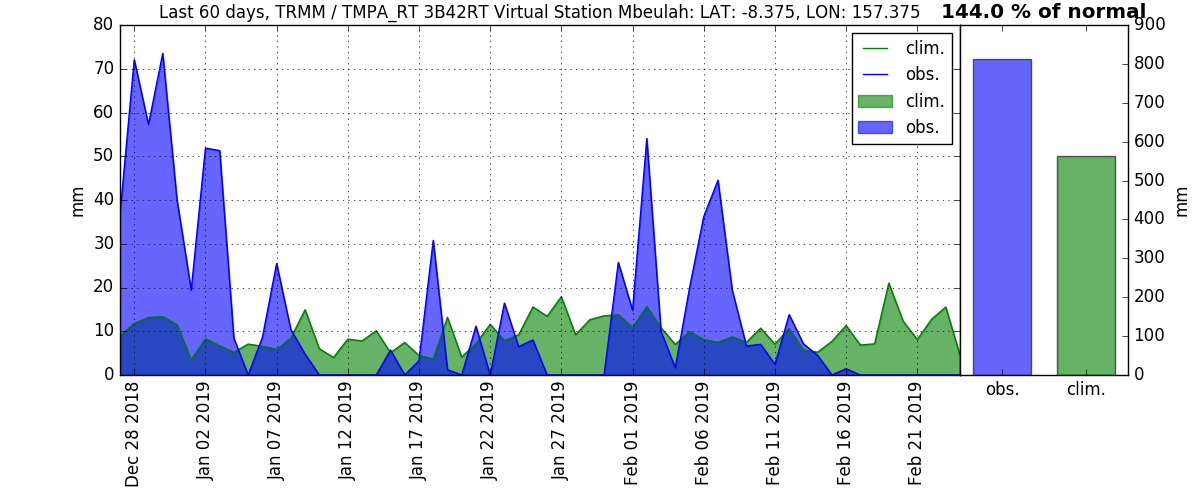 Last 60 days, TRMM / TMPA_RT 3B42RT Virtual Station Mbeulah: LAT: -8.375, LON: 157.375
144.0 % of normal
80
70
60
50
40
30
20
10
0
mm
clim.
obs.
clim.
obs.
Dec 28 2018
Jan 02 2019
Jan 07 2019
Jan 12 2019
Jan 17 2019
Jan 22 2019
Jan 27 2019
Feb 01 2019
Feb 06 2019
Feb 11 2019
Feb 16 2019
Feb 21 2019
900
800
700
600
500
400
300
200
100
0
mm
obs.
clim.